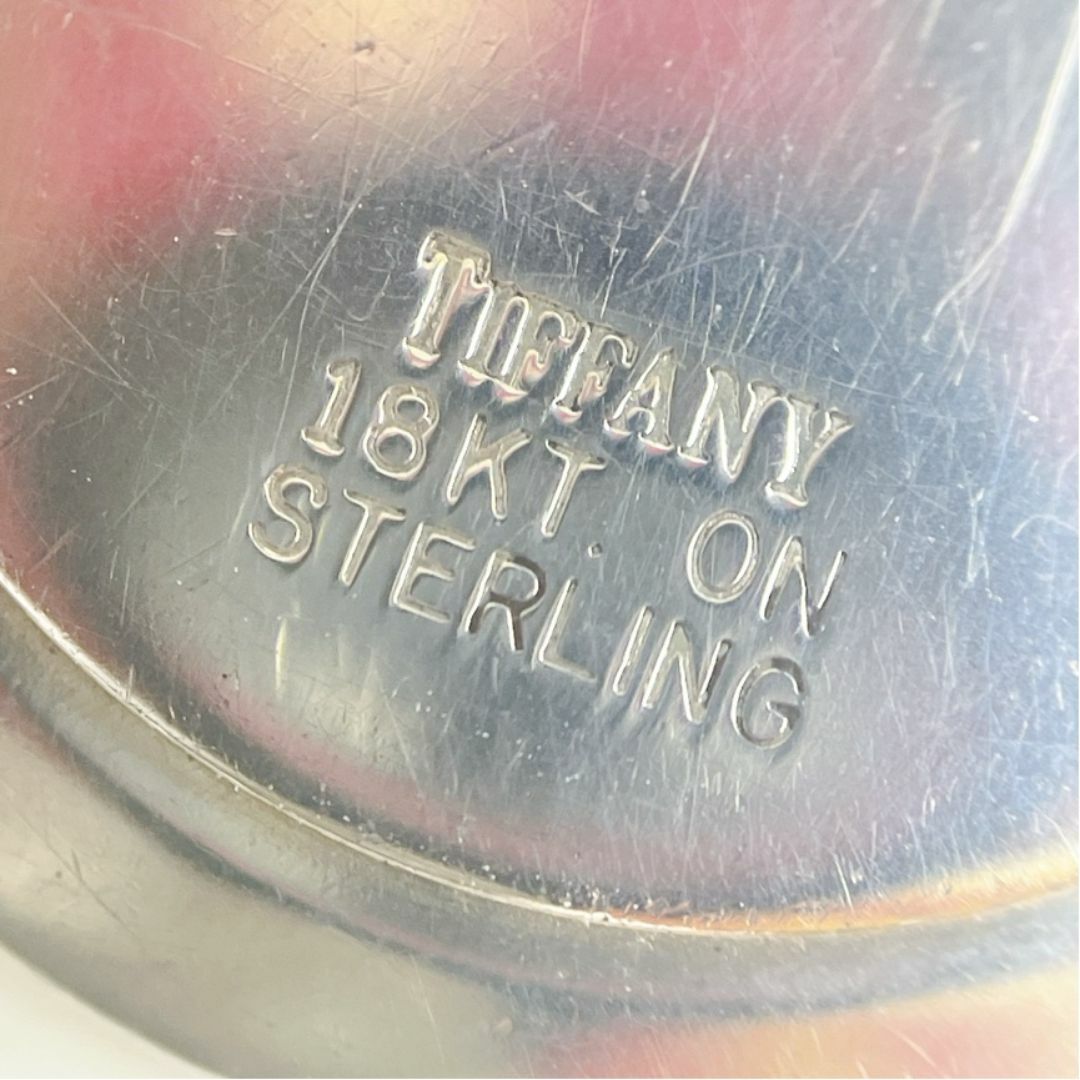 TIFFANY
18KT. ON
STERLING